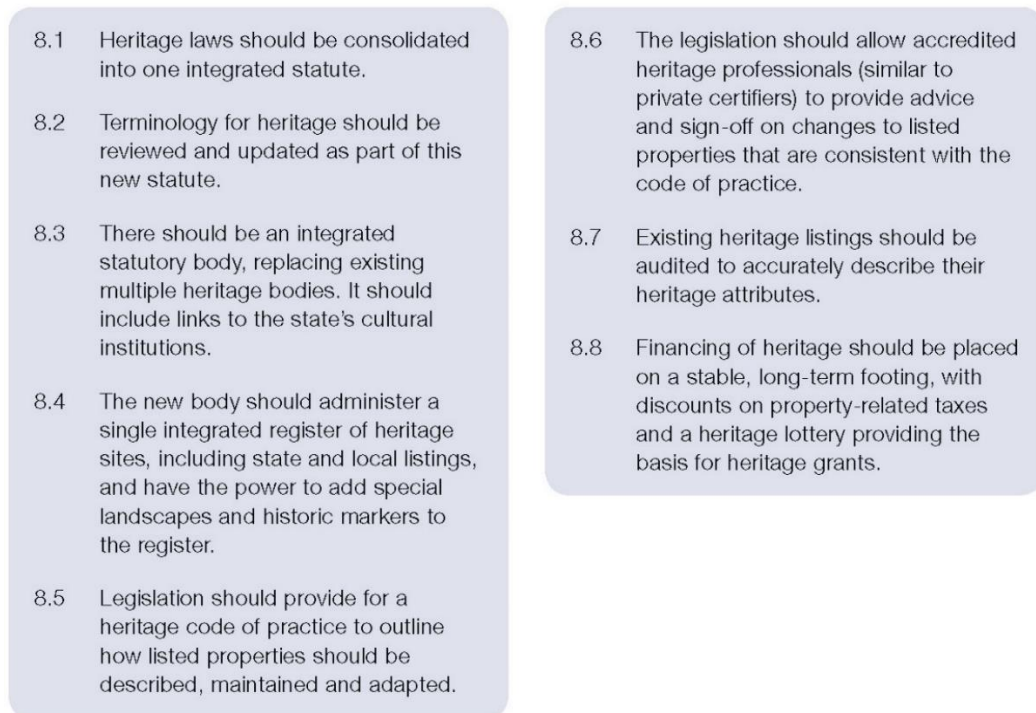 8.1 Heritage laws should be consolidated
into one integrated statute.
8.2 Terminology for heritage should be
reviewed and updated as part of this
new statute.
8.3 There should be an integrated
statutory body, replacing existing
multiple heritage bodies. It should
include links to the state's cultural
institutions.
8.4 The new body should administer a
single integrated register of heritage
sites, including state and local listings,
and have the power to add special
landscapes and historic markers to
the register.
8.5 Legislation should provide for a
heritage code of practice to outline
how listed properties should be
described, maintained and adapted.
8.6 The legislation should allow accredited
heritage professionals (similar to
private certifiers) to provide advice
and sign-off on changes to listed
properties that are consistent with the
code of practice.
8.7 Existing heritage listings should be
audited to accurately describe their
heritage attributes.
8.8 Financing of heritage should be placed
on a stable, long-term footing, with
discounts on property-related taxes
and a heritage lottery providing the
basis for heritage grants.